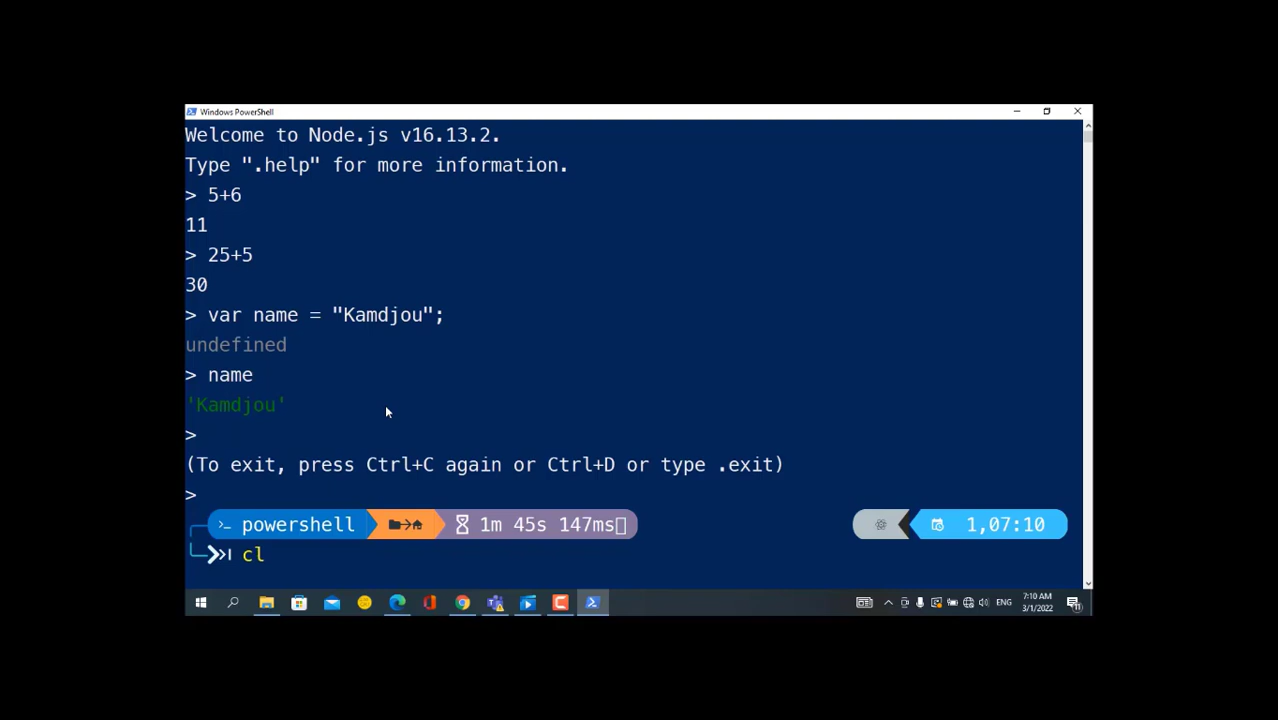 Windows PowerShell
Welcome to Node.js v16.13.2.
Type ".help" for more information.
> 5+6
11
> 25+5
30
> var name = "Kamdjou";
undefined
> name
'Kamdjou'
>
(To exit, press Ctrl+C again or Ctrl+D or type .exit)
>
powershell 1m 45s 147ms 1,07:10
cl
ENG
7:10 AM
3/1/2022